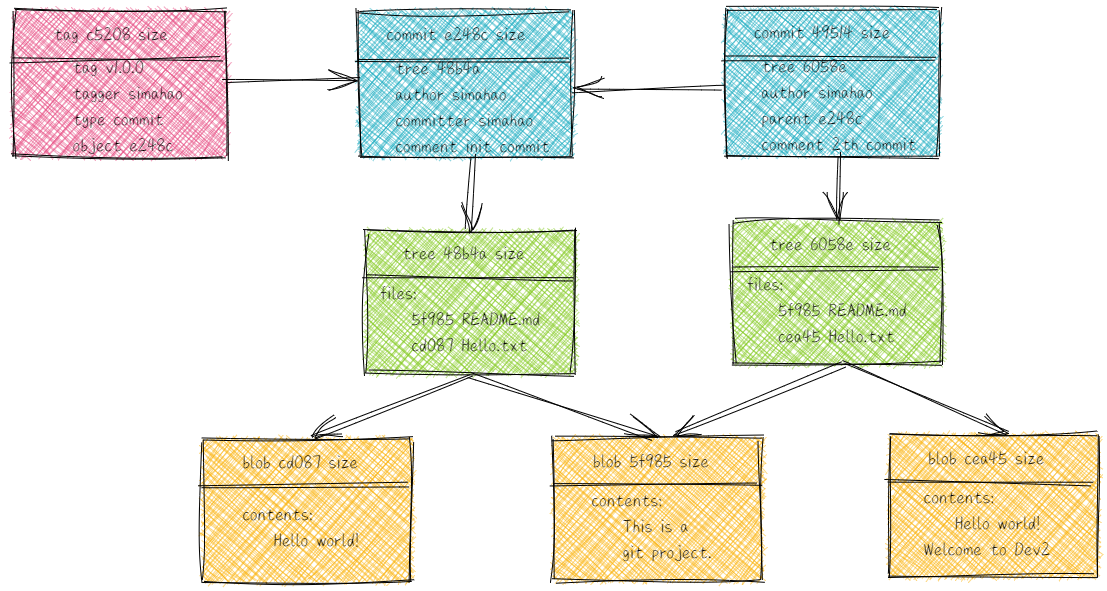 tag c5208 size
tag v1.0.0
tagger simahao
type commit
object e248c
commit e248c size
tree 48b4a
author simahao
committer simahao
comment init commit
commit 49514 size
tree 6058e
author simahao
parent e248c
comment 2th commit
tree 48b4a size
files:
5f985 README.md
cd087 Hello.txt
tree 6058e size
files:
5f985 README.md
cea45 Hello.txt
blob cd087 size
contents:
Hello world!
blob 5f985 size
contents:
This is a
git project.
blob cea45 size
contents:
Hello world!
Welcome to Dev2